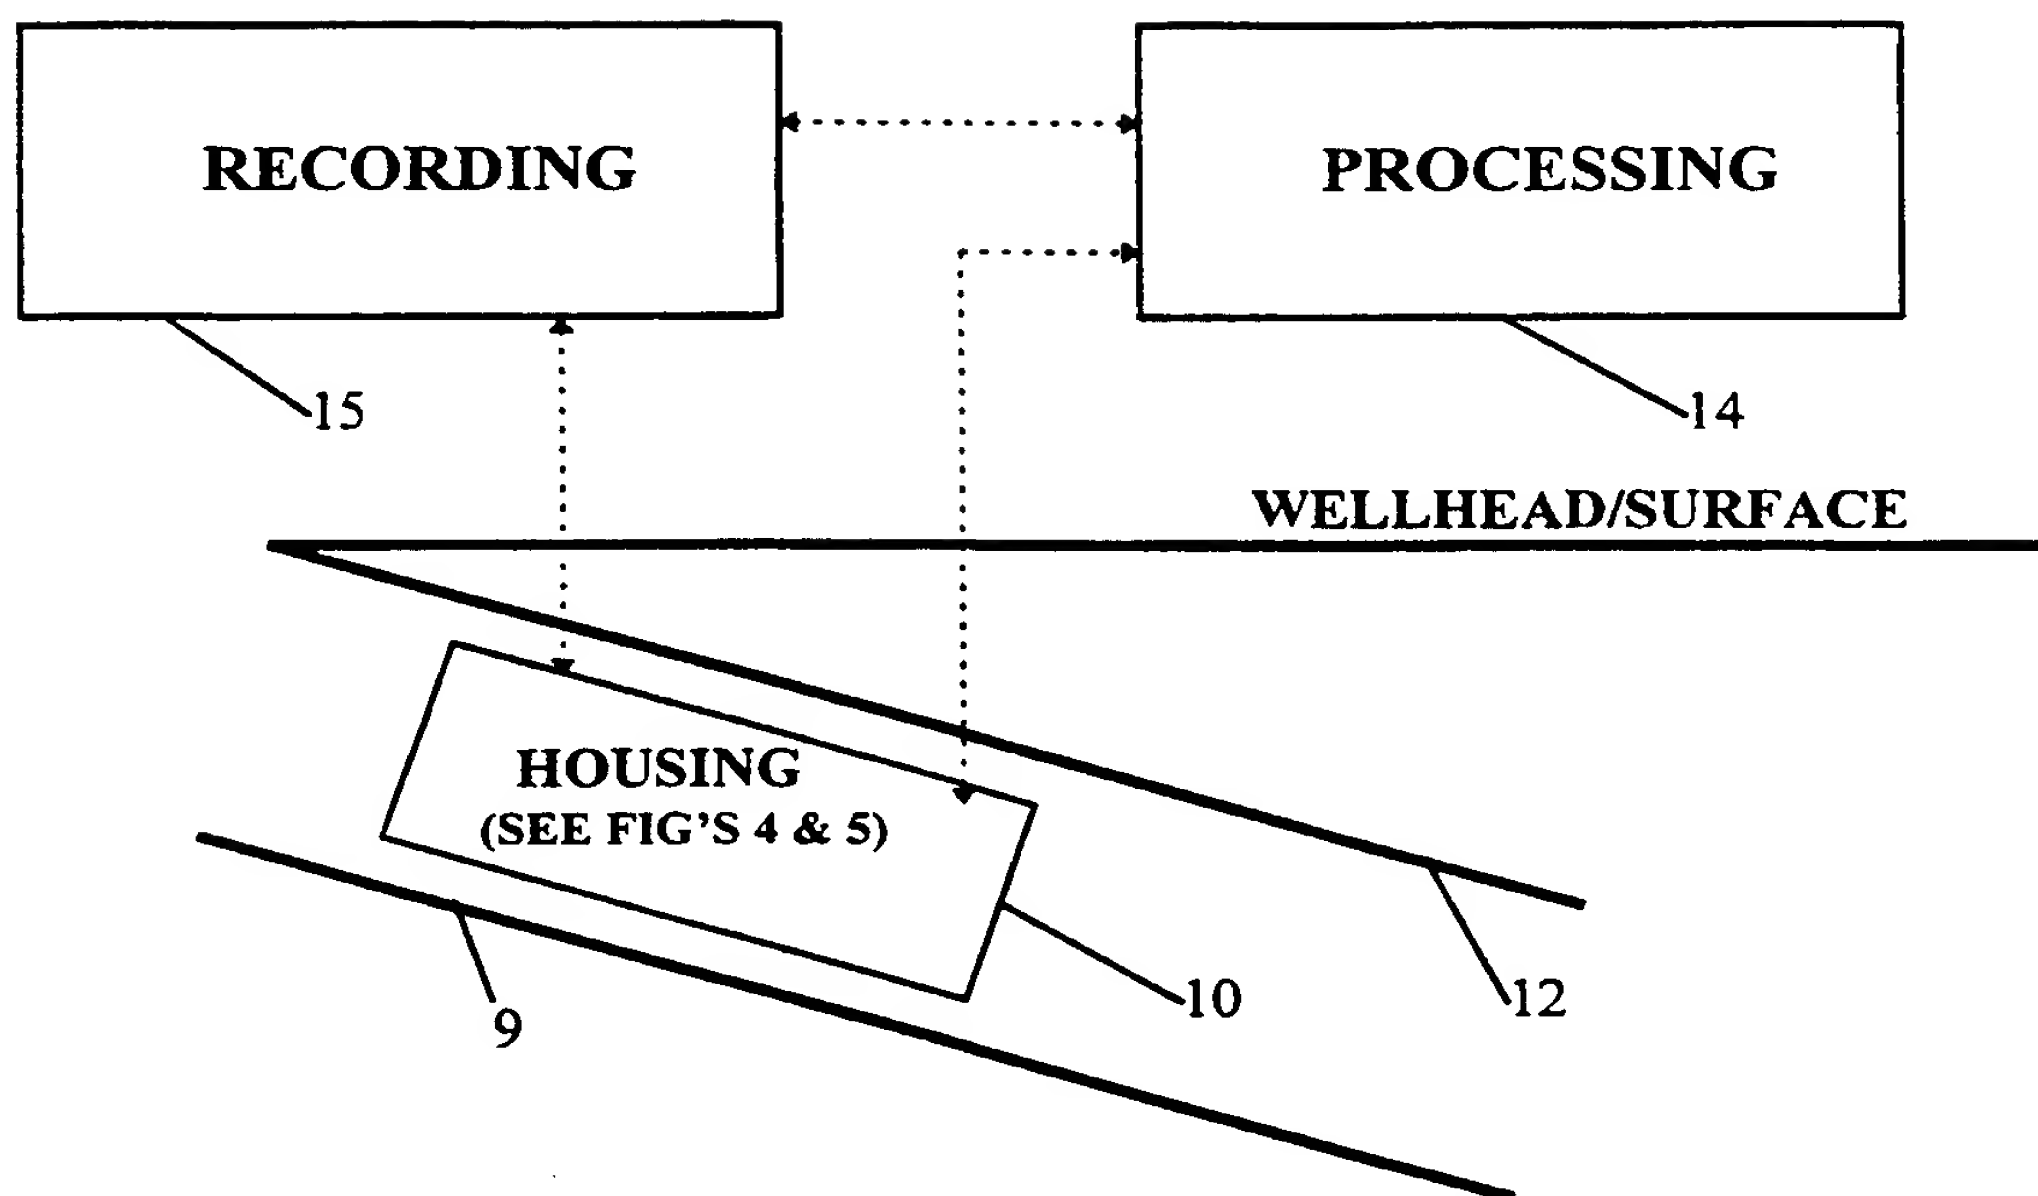 RECORDING
PROCESSING
15
14
WELLHEAD/SURFACE
HOUSING
(SEE FIG'S 4 & 5)
10
12
9